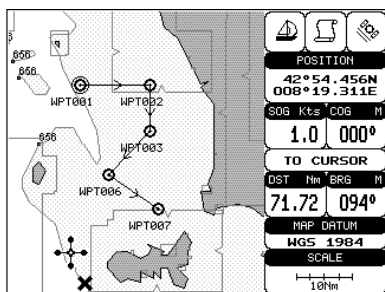 656
656
656
WPT001
WPT002
WPT003
WPT006
WPT007
POSITION
42°54.456N
008°19.311E
SOG Kts COG M
1.0 000°
TO CURSOR
DST Nm BRG M
71.72 094°
MAP DATUM
WGS 1984
SCALE
10Nm